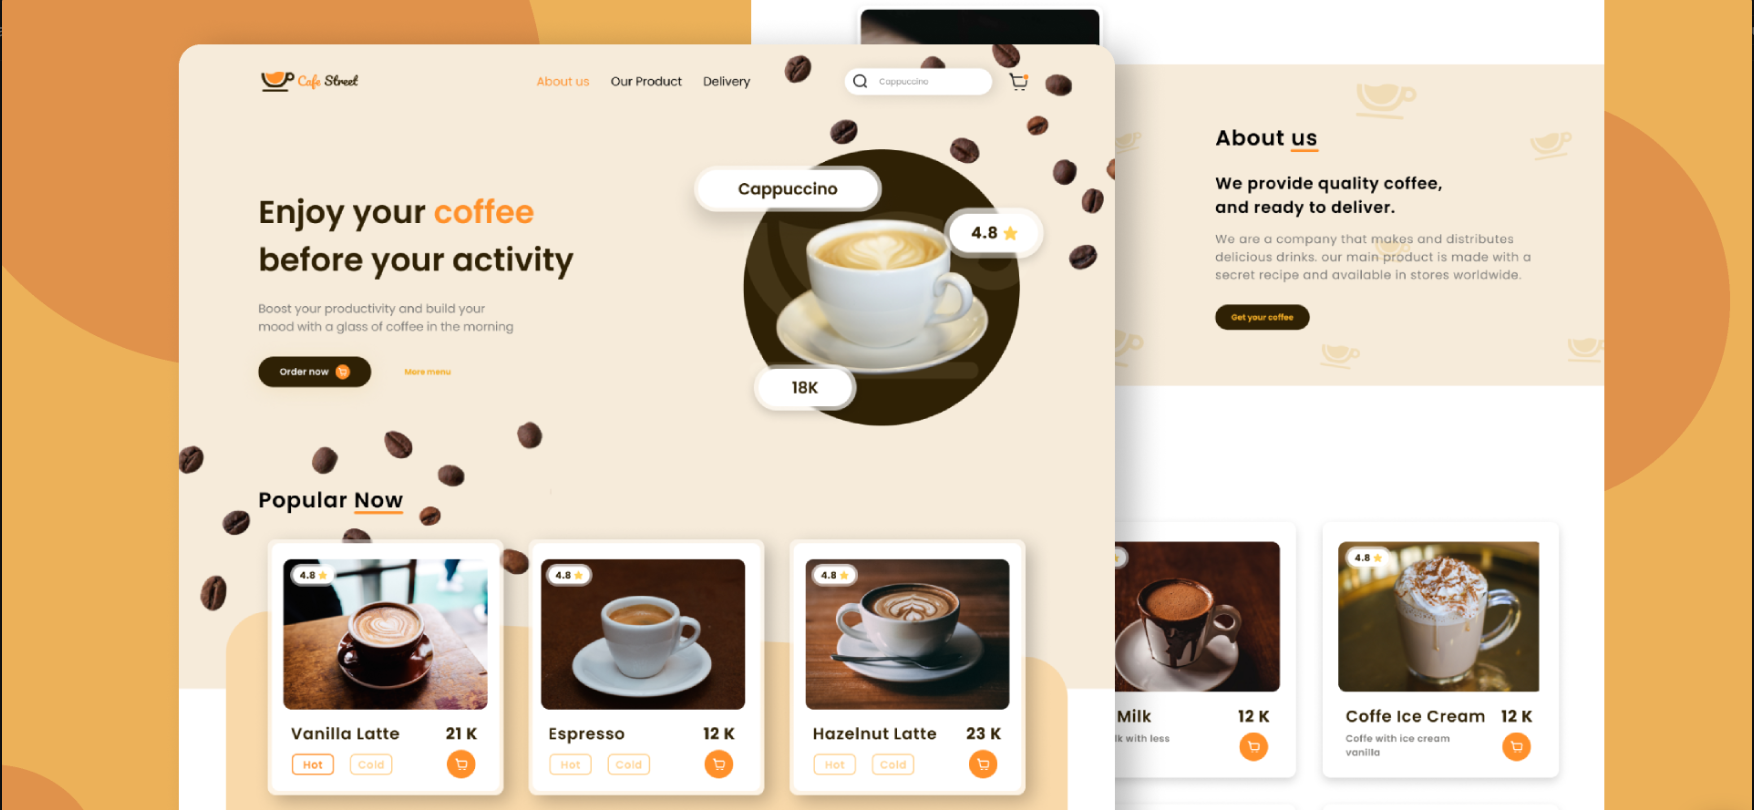 Cafe Street
About us
Our Product
Delivery
Cappuccino
Enjoy your coffee
before your activity
Boost your productivity and build your
mood with a glass of coffee in the morning
Order now
More menu
Cappuccino
4.8
18K
Popular Now
4.8
Vanilla Latte
21 K
Hot
Cold
4.8
Espresso
12 K
Hot
Cold
4.8
Hazelnut Latte
23 K
Hot
Cold
About us
We provide quality coffee,
and ready to deliver.
We are a company that makes and distributes
delicious drinks. our main product is made with a
secret recipe and available in stores worldwide.
Get your coffee
Milk
12 K
with less
4.8
Coffe Ice Cream
12 K
Coffe with ice cream
vanilla